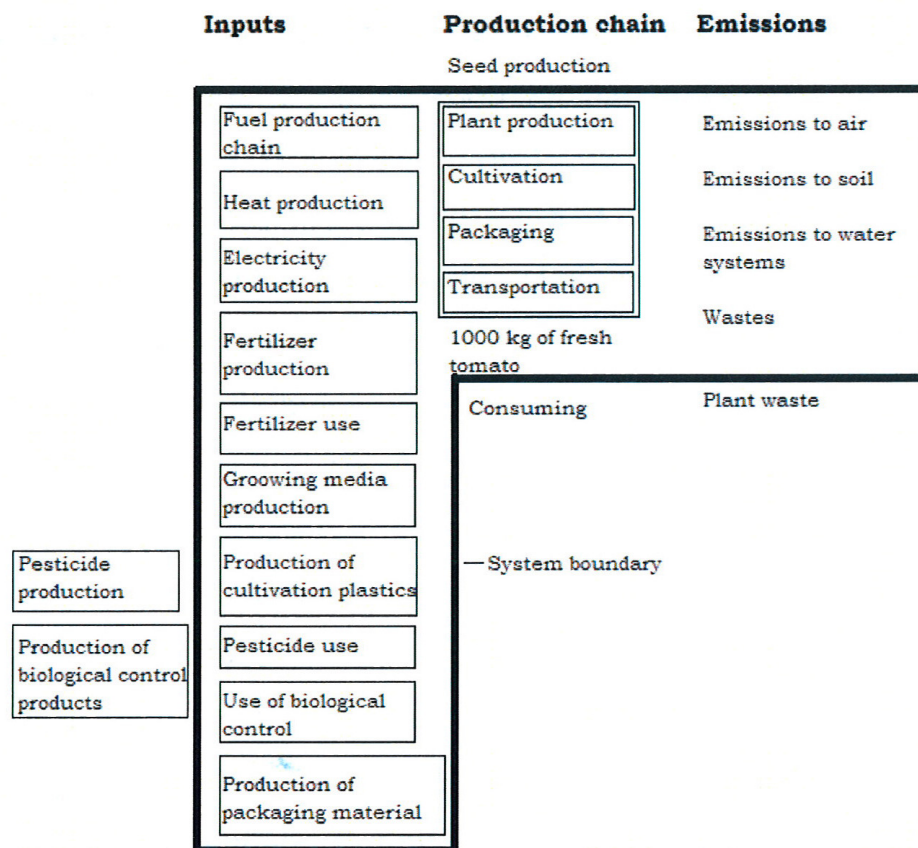 Inputs
Production chain
Emissions
Seed production
Fuel production
chain
Heat production
Electricity
production
Fertilizer
production
Fertilizer use
Groowing media
production
Production of
cultivation plastics
Pesticide use
Use of biological
control
Production of
packaging material
Pesticide
production
Production of
biological control
products
Plant production
Cultivation
Packaging
Transportation
1000 kg of fresh
tomato
Consuming
System boundary
Emissions to air
Emissions to soil
Emissions to water
systems
Wastes
Plant waste